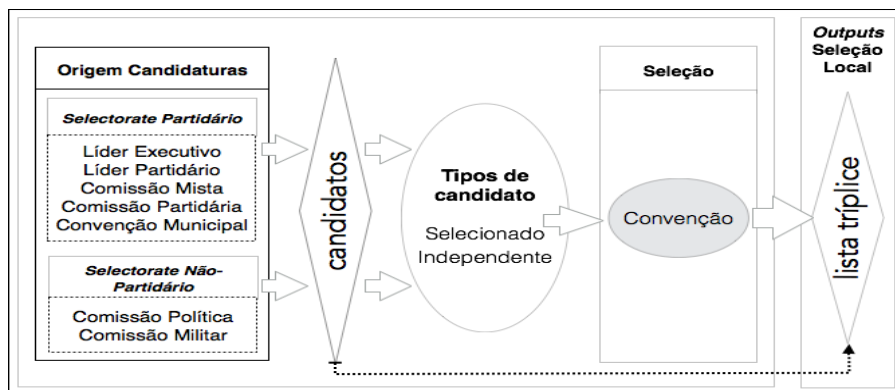 Origem Candidaturas
Selectorate Partidário
Líder Executivo
Líder Partidário
Comissão Mista
Comissão Partidária
Convenção Municipal
Selectorate Não-
Partidário
Comissão Política
Comissão Militar
candidatos
Tipos de
candidato
Selecionado
Independente
Seleção
Convenção
Outputs
Seleção
Local
lista tríplice